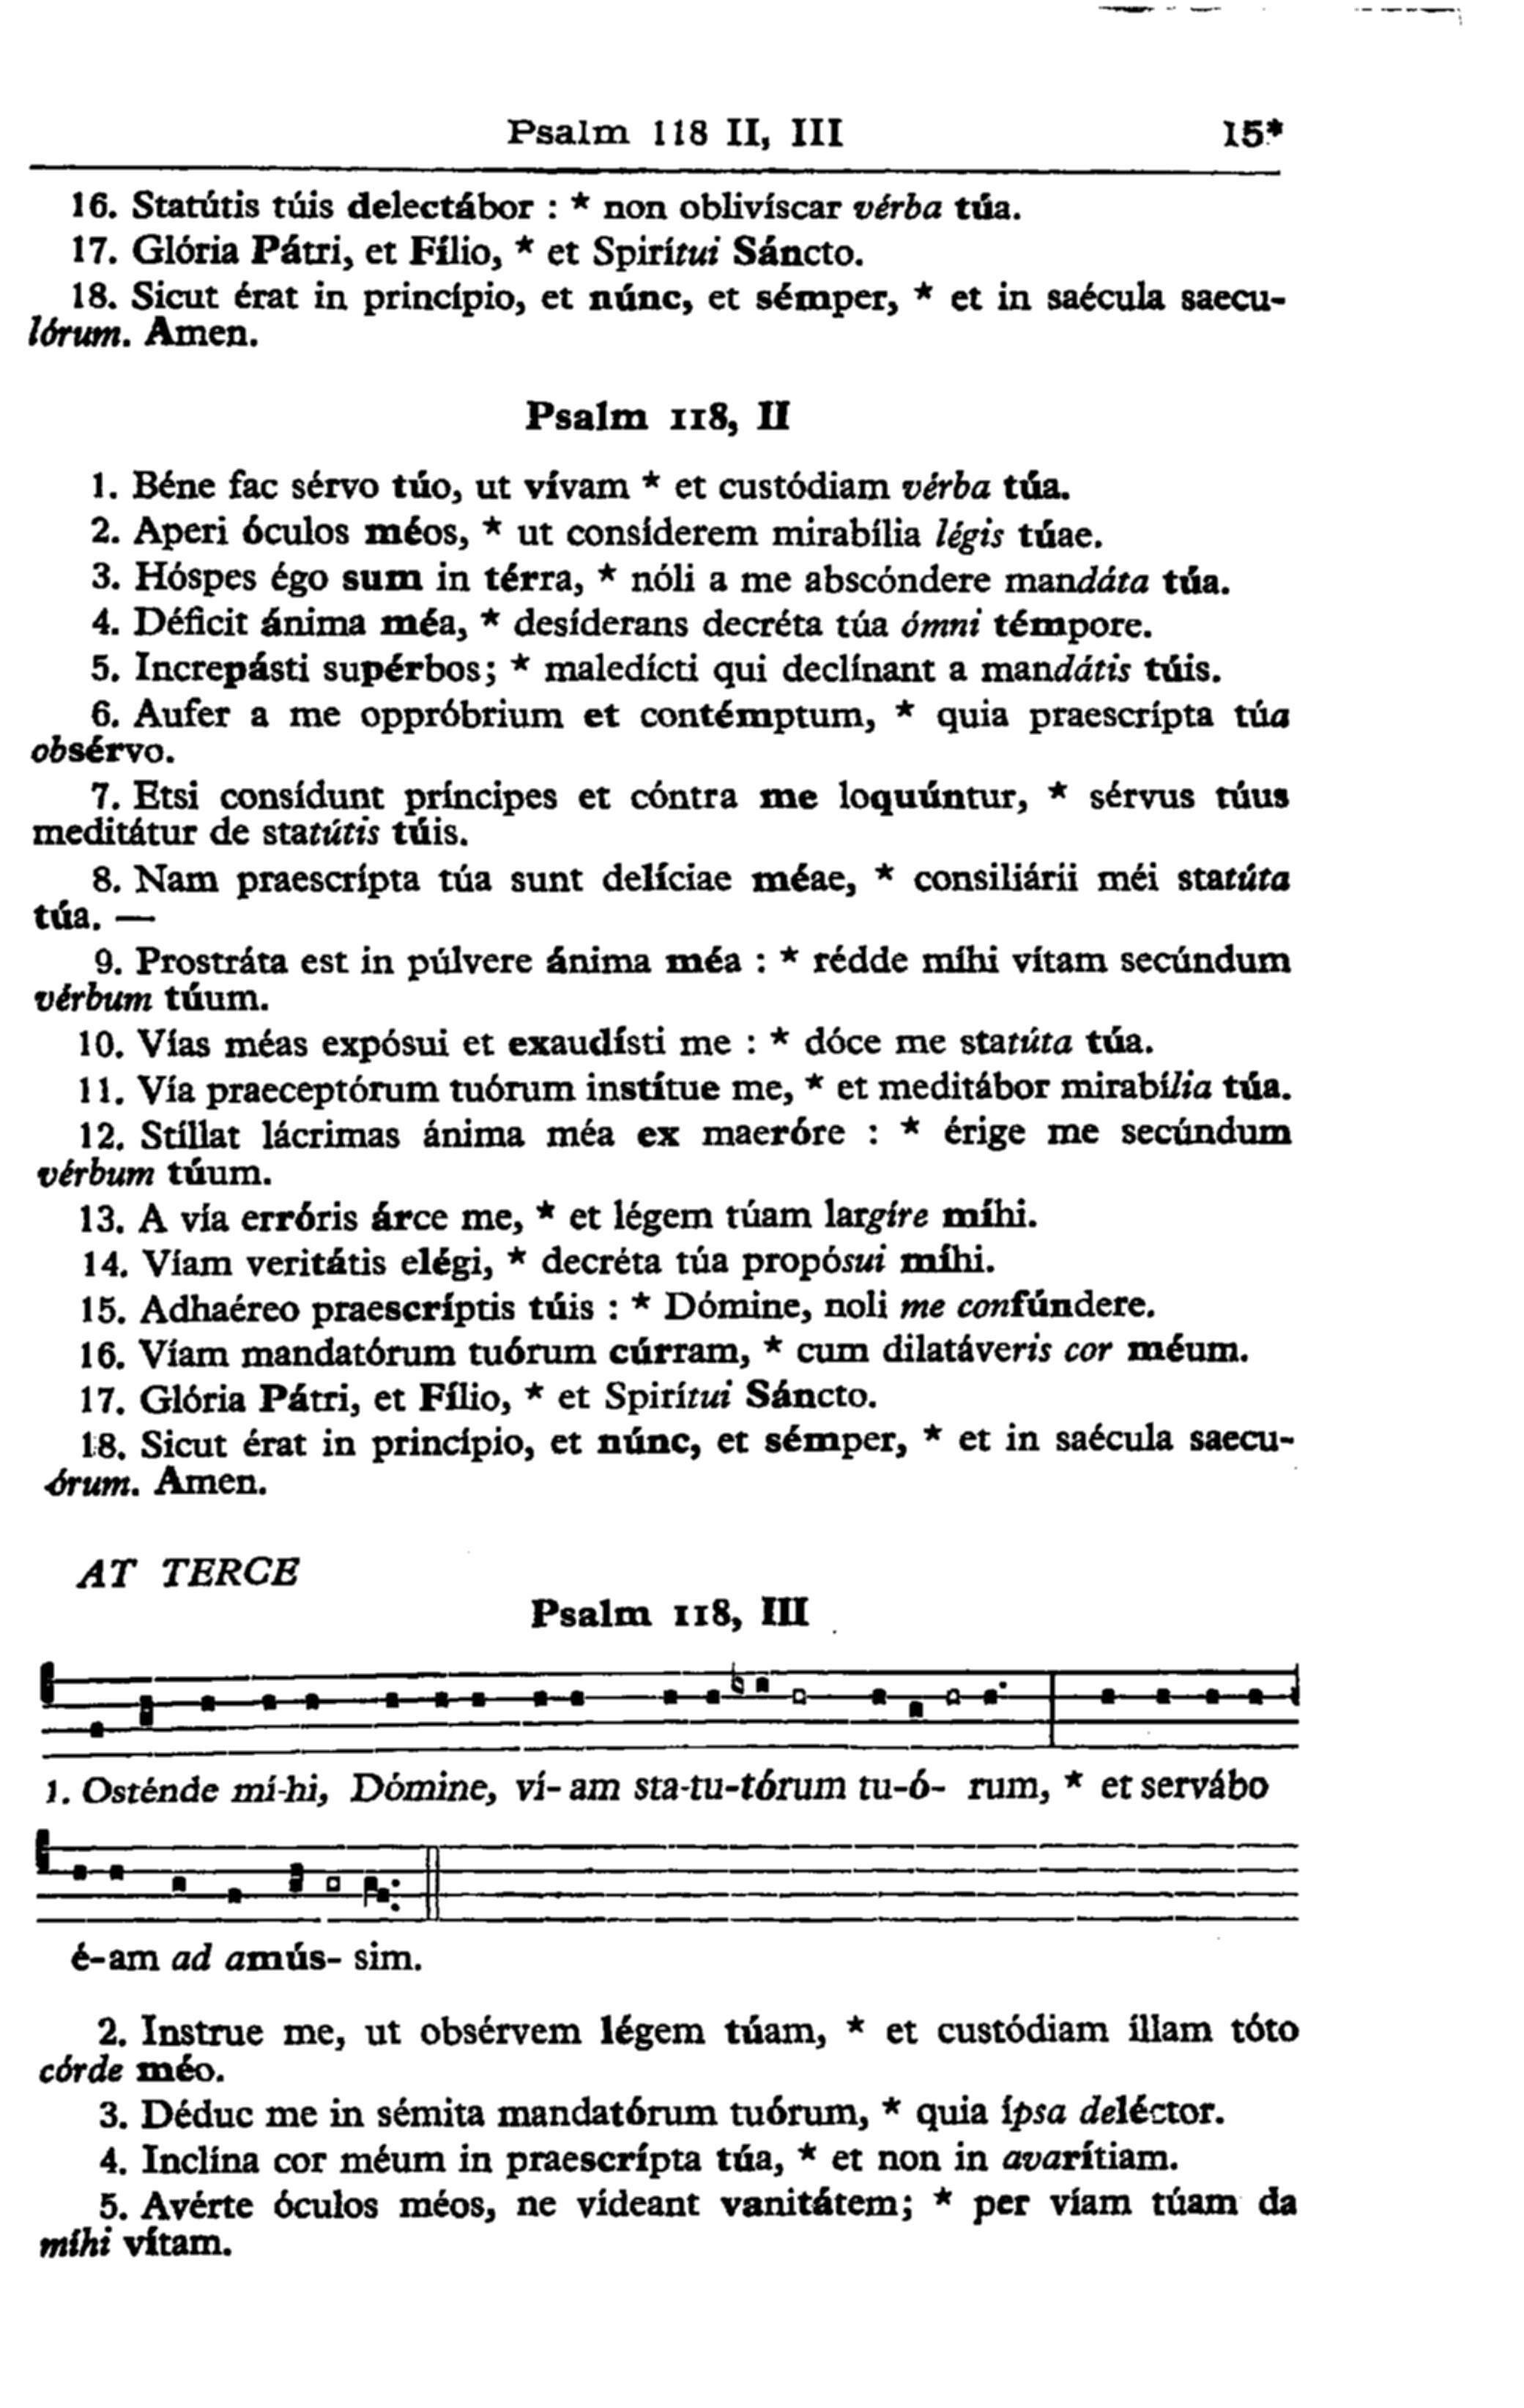 Psalm 118 II, III 15*
16. Statútis túis delectábor : * non oblivíscar vérba túa.
17. Glória Pátri, et Fílio, * et Spirítui Sáncto.
18. Sicut érat in princípio, et núnc, et sémper, * et in saécula saecu-
lórum. Amen.
Psalm 118, II
1. Béne fac sérvo túo, ut vívam * et custódiam vérba túa.
2. Aperi óculos méos, * ut consíderem mirabília légis túae.
3. Hóspes égo sum in térra, * nóli a me abscóndere mandáta túa.
4. Déficit ánima méa, * desíderans decréta túa ómni témpore.
5. Increpásti supérbos; * maledícti qui declínant a mandátis túis.
6. Aufer a me oppróbrium et contémptum, * quia praescrípta túa
obsérvo.
7. Etsi consídunt príncipes et cóntra me loquúntur, * sérvus túus
meditátur de statútis túis.
8. Nam praescrípta túa sunt delíciae méae, * consiliárii méi statúta
túa. —
9. Prostráta est in púlvere ánima méa : * rédde míhi vítam secúndum
vérbum túum.
10. Vías méas expósui et exaudísti me : * dóce me statúta túa.
11. Vía praeceptórum tuórum instítue me, * et meditábor mirabília túa.
12. Stíllat lácrimas ánima méa ex maeróre : * érige me secúndum
vérbum túum.
13. A vía erróris árce me, * et légem túam largíre míhi.
14. Víam veritátis elégi, * decréta túa propósui míhi.
15. Adhaéreo praescríptis túis : * Dómine, noli me confúndere.
16. Víam mandatórum tuórum cúrram, * cum dilatáveris cor méum.
17. Glória Pátri, et Fílio, * et Spirítui Sáncto.
18. Sicut érat in princípio, et núnc, et sémper, * et in saécula saecu-
órum. Amen.
AT TERCE
Psalm 118, III
1. Osténde mí-hi, Dómine, ví- am sta-tu-tórum tu-ó- rum, * et servábo
é-am ad amús- sim.
2. Instrue me, ut obsérvem légem túam, * et custódiam íllam tóto
córde méo.
3. Déduc me in sémita mandatórum tuórum, * quia ípsa deléctor.
4. Inclína cor méum in praescrípta túa, * et non in avarítiam.
5. Avérte óculos méos, ne vídeant vanitátem; * per víam túam da
míhi vítam.